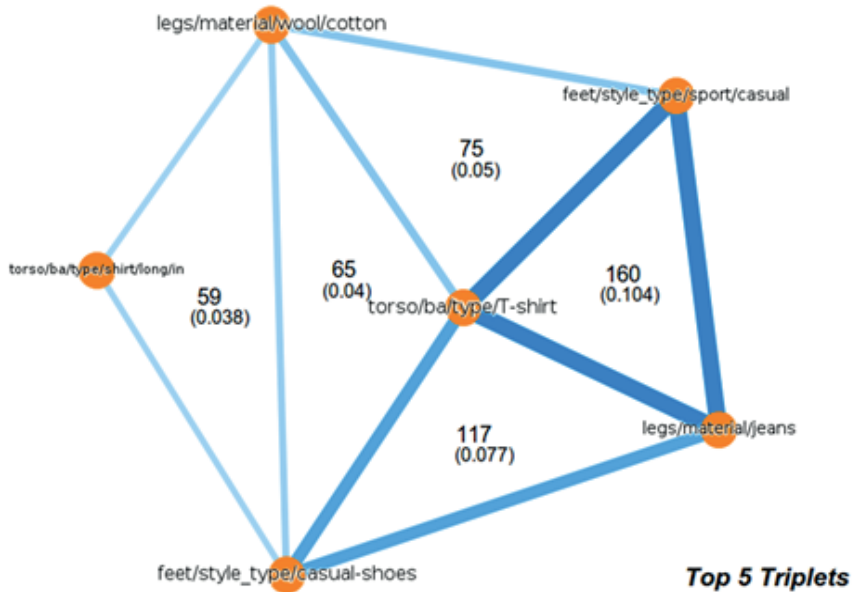 legs/material/wool/cotton
feet/style_type/sport/casual
75
(0.05)
torso/ba/type/shirt/long/in
59
(0.038)
65
(0.04)
160
(0.104)
torso/ba/type/T-shirt
117
(0.077)
legs/material/jeans
feet/style_type/casual-shoes
Top 5 Triplets